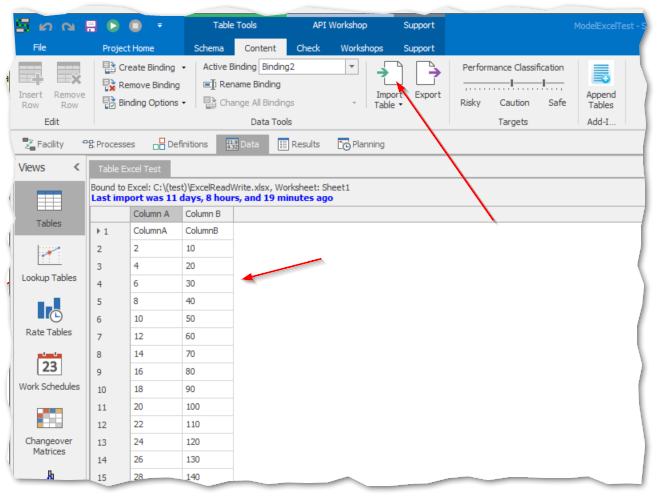 Table Tools API Workshop Support ModelExcelTest - S
File Project Home Schema Content Check Workshops Support
Create Binding Active Binding Binding2 Performance Classification
Remove Binding Rename Binding
Insert Row Remove Row Binding Options Change All Bindings Import Table Export Risky Caution Safe Append Tables
Edit Data Tools Targets Add-I...
Facility Processes Definitions Data Results Planning
Views Table Excel Test
Bound to Excel: C:\(test)\ExcelReadWrite.xlsx, Worksheet: Sheet1
Last import was 11 days, 8 hours, and 19 minutes ago
Column A Column B
1 ColumnA ColumnB
2 2 10
3 4 20
4 6 30
5 8 40
6 10 50
7 12 60
8 14 70
9 16 80
10 18 90
11 20 100
12 22 110
13 24 120
14 26 130
15 28 140
Tables
Lookup Tables
Rate Tables
23
Work Schedules
Changeover
Matrices